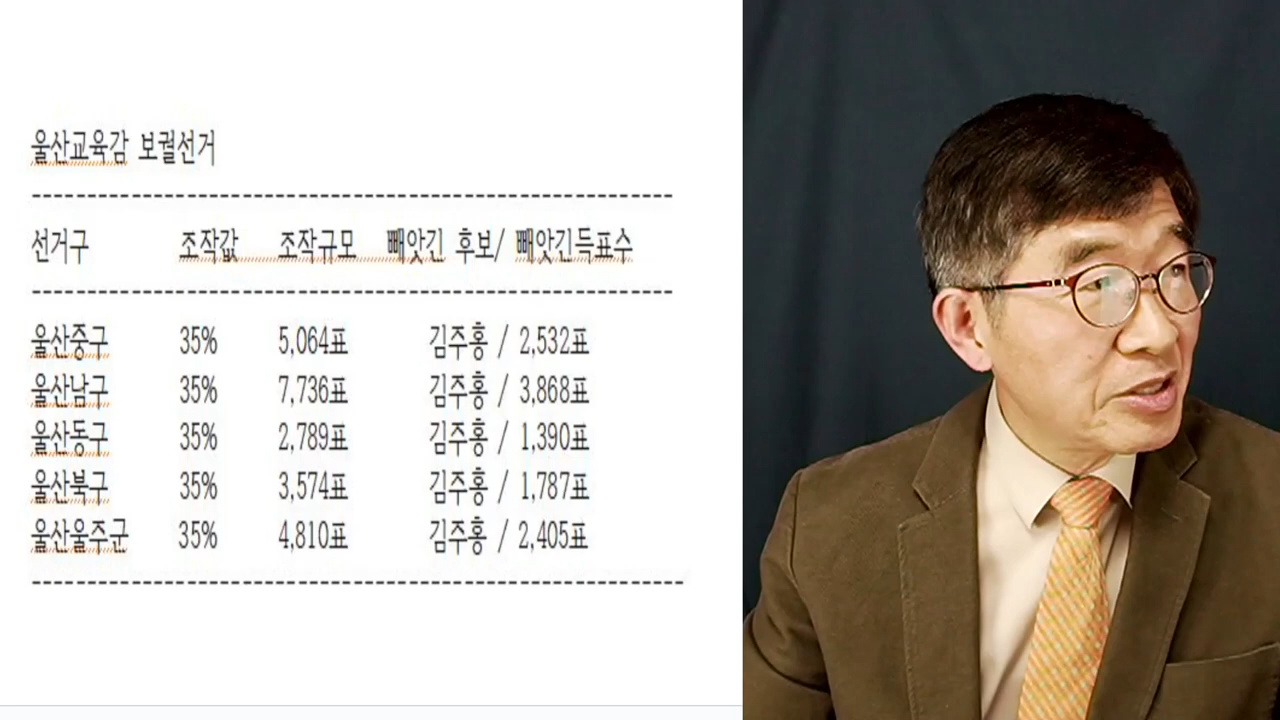 울산교육감 보궐선거
--------------------------------------------------------------------------------
선거구 조작값 조작규모 빼앗긴 후보/ 빼앗긴득표수
--------------------------------------------------------------------------------
울산중구 35% 5,064표 김주홍 / 2,532표
울산남구 35% 7,736표 김주홍 / 3,868표
울산동구 35% 2,789표 김주홍 / 1,390표
울산북구 35% 3,574표 김주홍 / 1,787표
울산울주군 35% 4,810표 김주홍 / 2,405표
---------------------------------------------------------------------------------